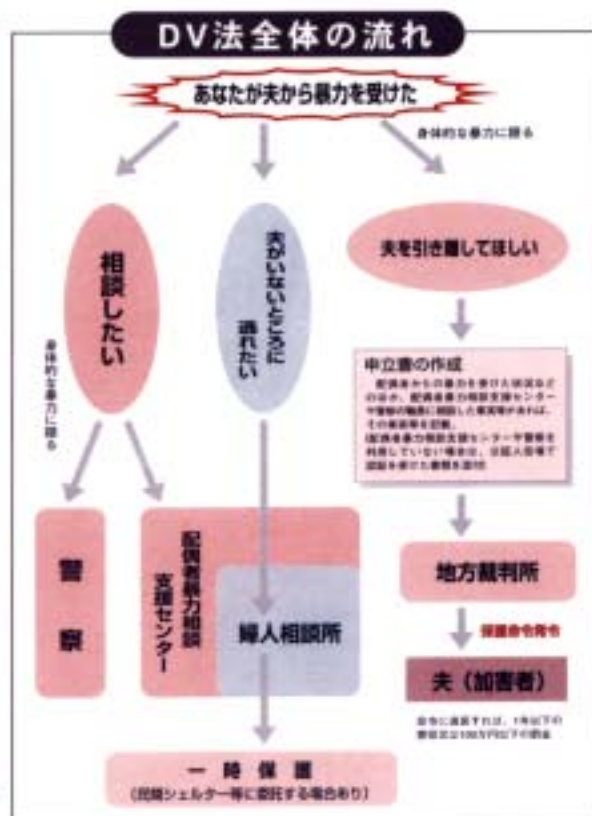 DV法全体の流れ
あなたが夫から暴力を受けた
身体的な暴力に限る
相談したい
夫がいないところに
逃れたい
夫を引き離してほしい
身体的な暴力に限る
申立書の作成
配偶者からの暴力を受けた状況など
のほか、配偶者暴力相談支援センター
や警察の職員に相談した事実等があれば、
その事実等を記載。
(配偶者暴力相談支援センターや警察を
利用していない場合は、公証人役場で
認証を受けた書類を添付)
警察
配偶者暴力相談
支援センター
婦人相談所
地方裁判所
保護命令発令
夫(加害者)
命令に違反すれば、1年以下の
懲役又は100万円以下の罰金
一時保護
(民間シェルター等に委託する場合あり)